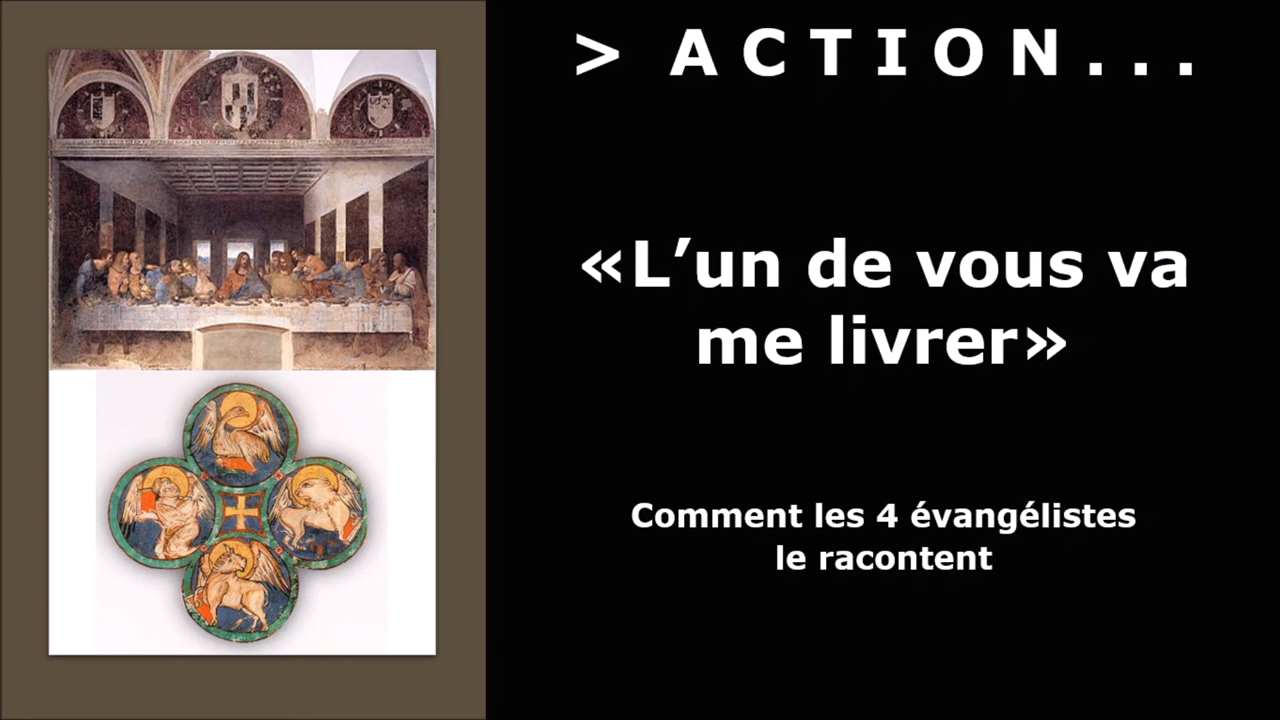 > A C T I O N . . .
«L’un de vous va
me livrer»
Comment les 4 évangélistes
le racontent